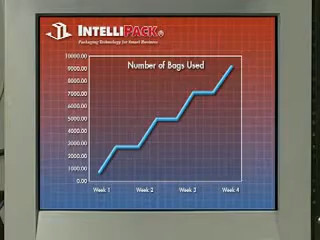 INTELLIPACK®
Packaging Technology for Smart Business
Number of Bags Used
10000.00
9000.00
8000.00
7000.00
6000.00
5000.00
4000.00
3000.00
2000.00
1000.00
0.00
Week 1 Week 2 Week 3 Week 4